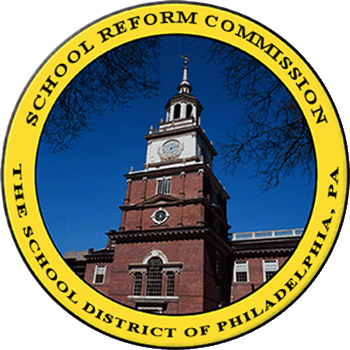 SCHOOL REFORM COMMISSION
THE SCHOOL DISTRICT OF PHILADELPHIA, PA